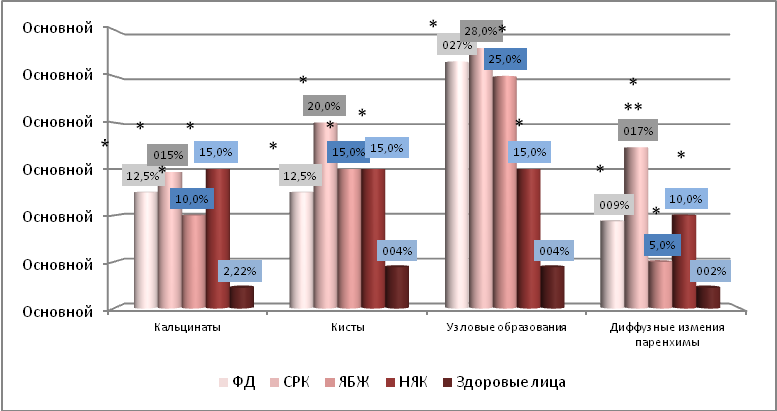 Основной
Основной
Основной
Основной
Основной
Основной
Основной
* * * * * * * * * * * * * ** * * *
12,5% 015% 10,0% 15,0% 2,22%
12,5% 20,0% 15,0% 15,0% 004%
027% 28,0% 25,0% 15,0% 004%
009% 017% 5,0% 10,0% 002%
Кальцинаты
Кисты
Узловые образования
Диффузные измения
паренхимы
ФД СРК ЯБЖ НЯК Здоровые лица